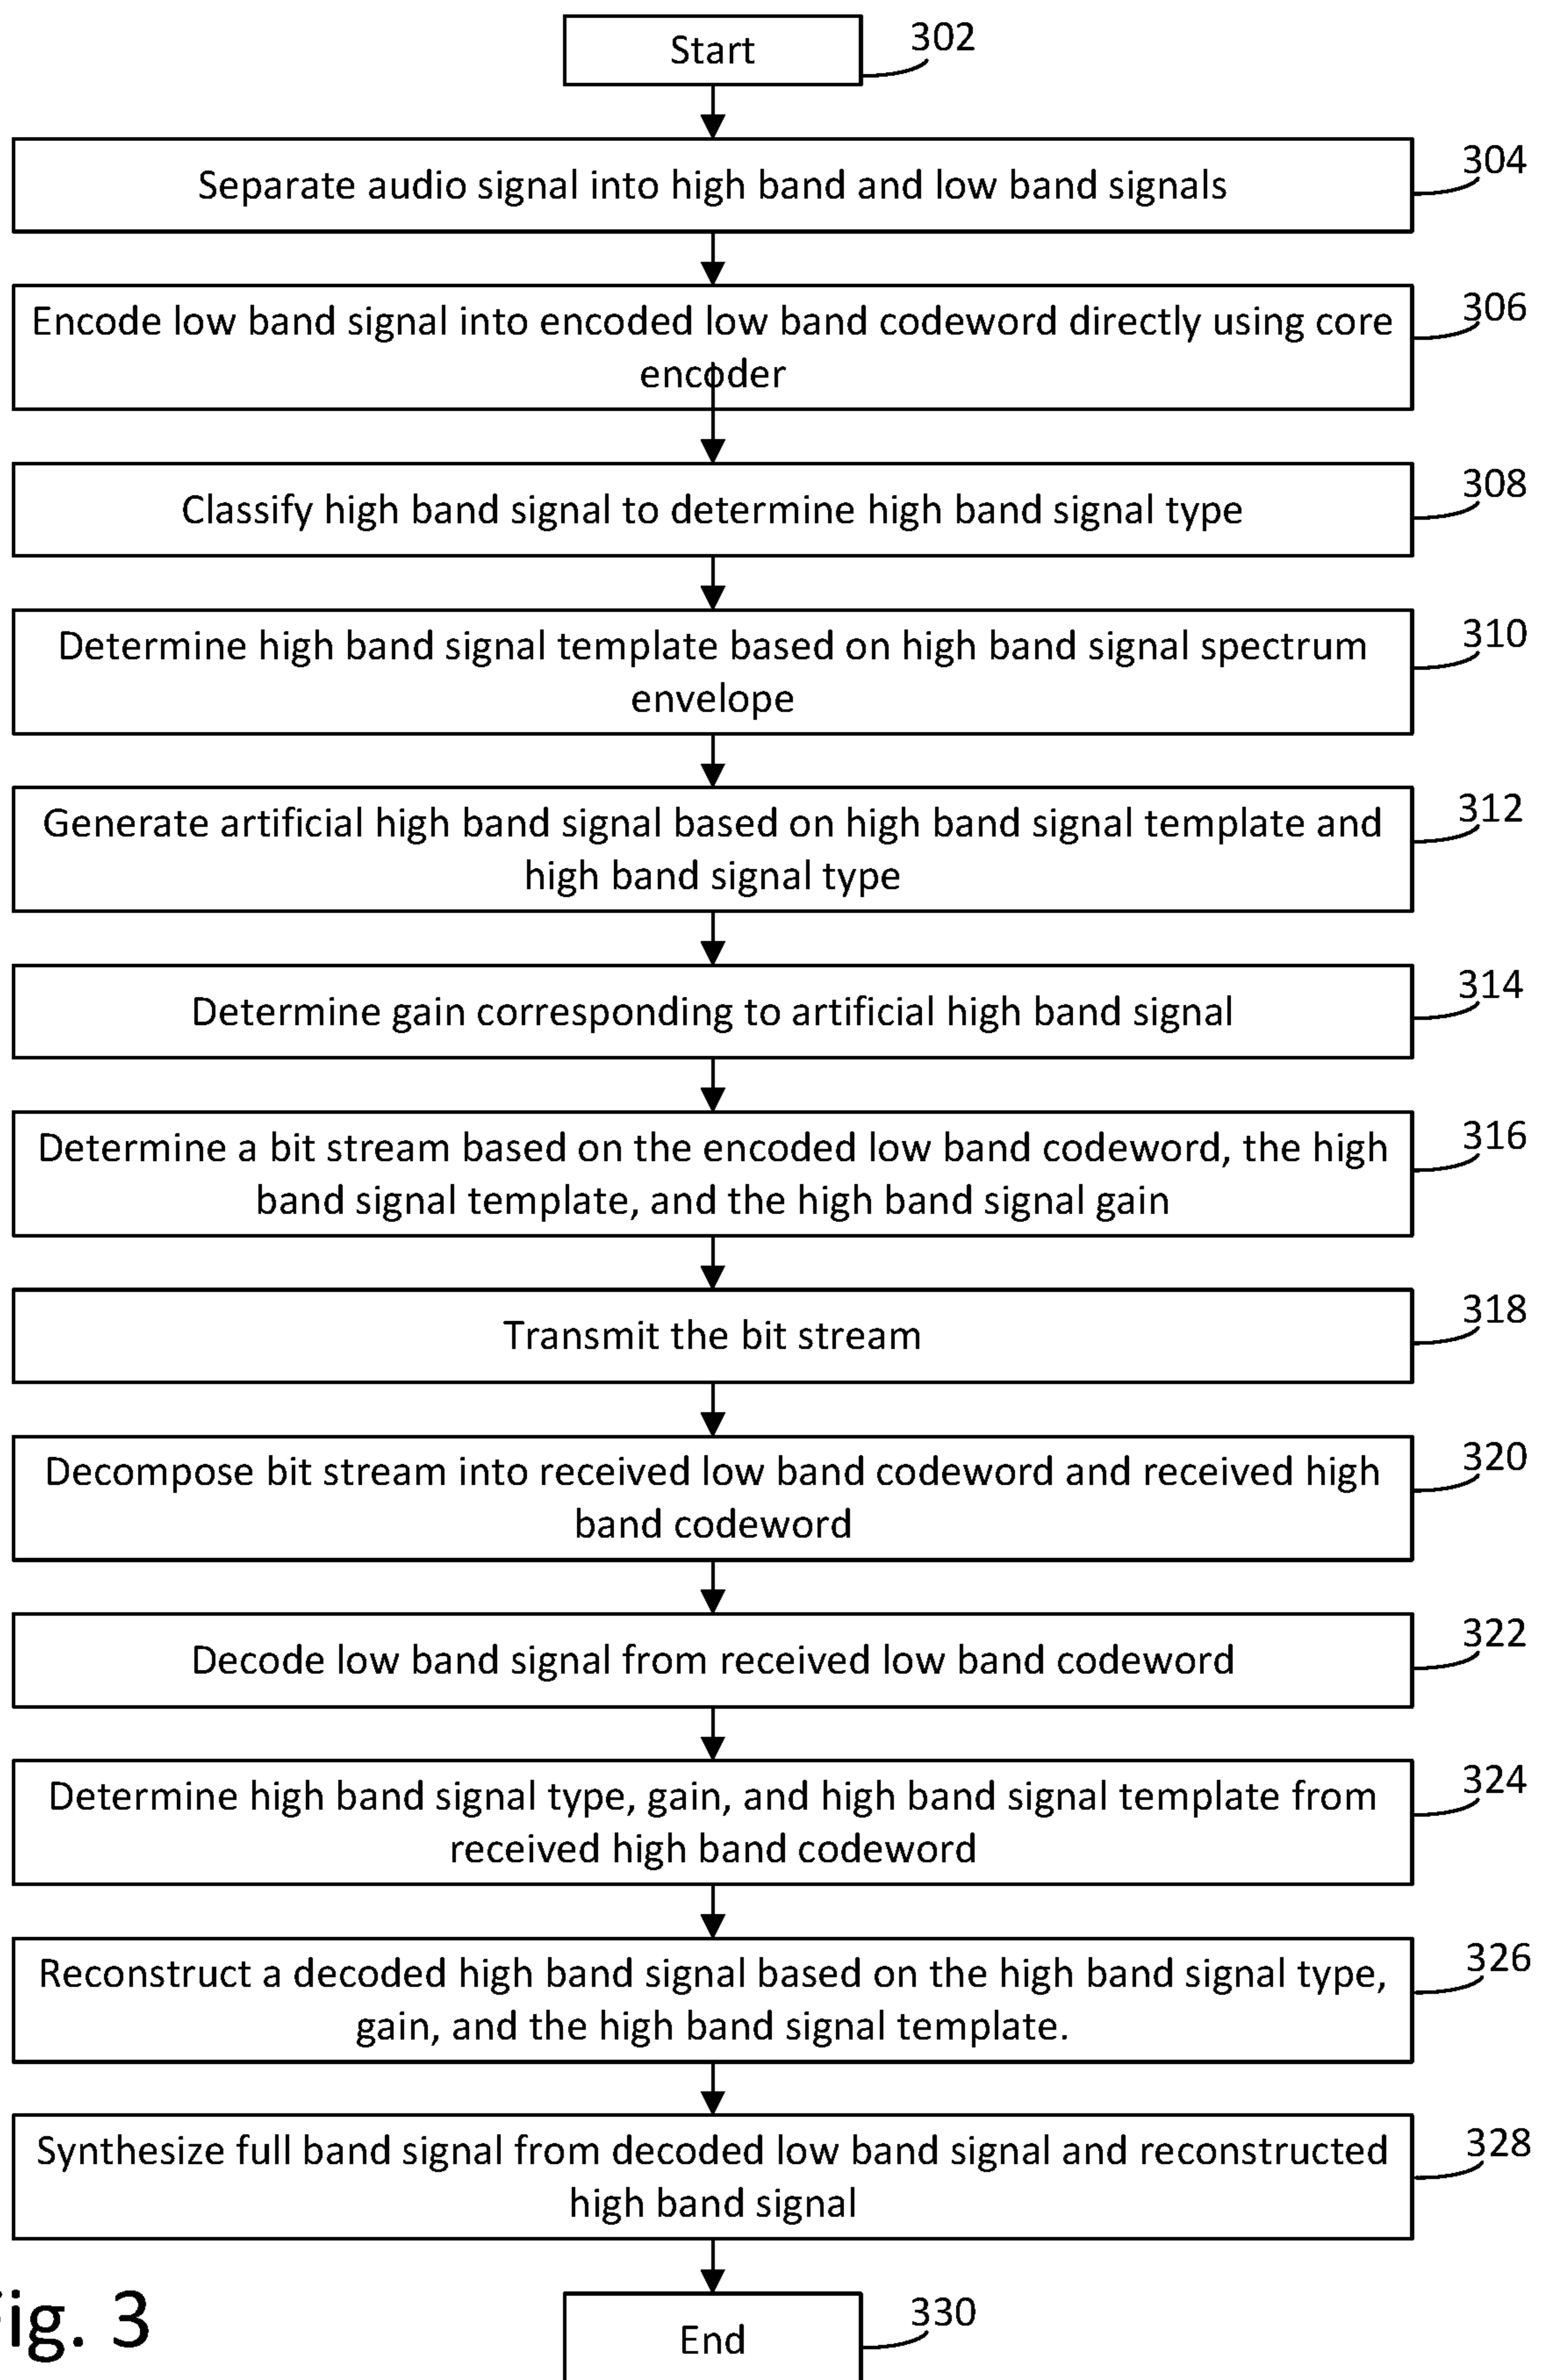 Start
302
Separate audio signal into high band and low band signals
304
Encode low band signal into encoded low band codeword directly using core
encoder
306
Classify high band signal to determine high band signal type
308
Determine high band signal template based on high band signal spectrum
envelope
310
Generate artificial high band signal based on high band signal template and
high band signal type
312
Determine gain corresponding to artificial high band signal
314
Determine a bit stream based on the encoded low band codeword, the high
band signal template, and the high band signal gain
316
Transmit the bit stream
318
Decompose bit stream into received low band codeword and received high
band codeword
320
Decode low band signal from received low band codeword
322
Determine high band signal type, gain, and high band signal template from
received high band codeword
324
Reconstruct a decoded high band signal based on the high band signal type,
gain, and the high band signal template.
326
Synthesize full band signal from decoded low band signal and reconstructed
high band signal
328
End
330
Fig. 3